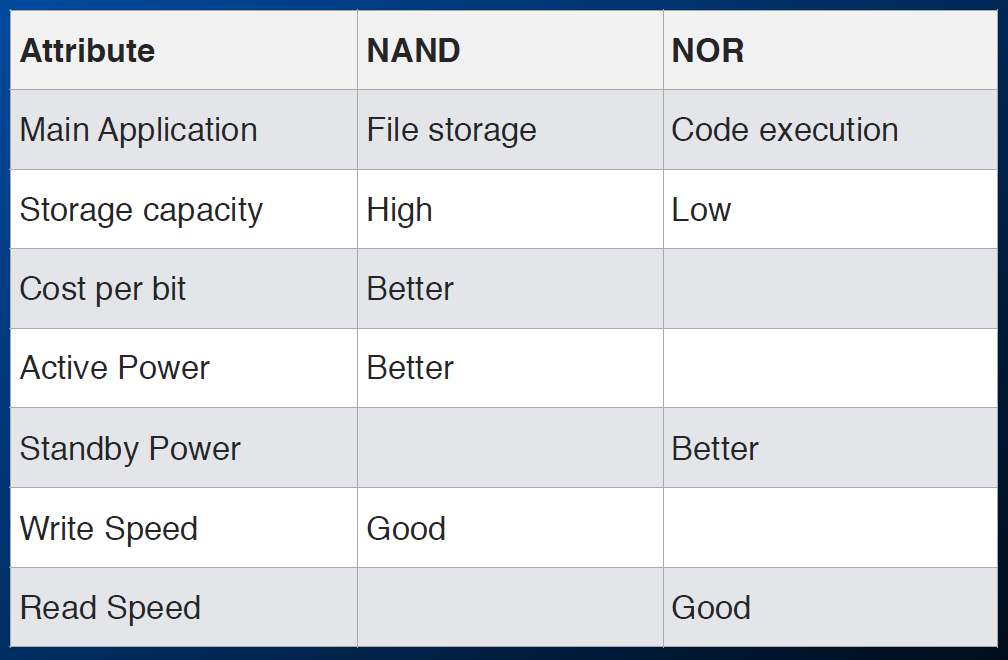 Attribute NAND NOR
Main Application File storage Code execution
Storage capacity High Low
Cost per bit Better
Active Power Better
Standby Power Better
Write Speed Good
Read Speed Good